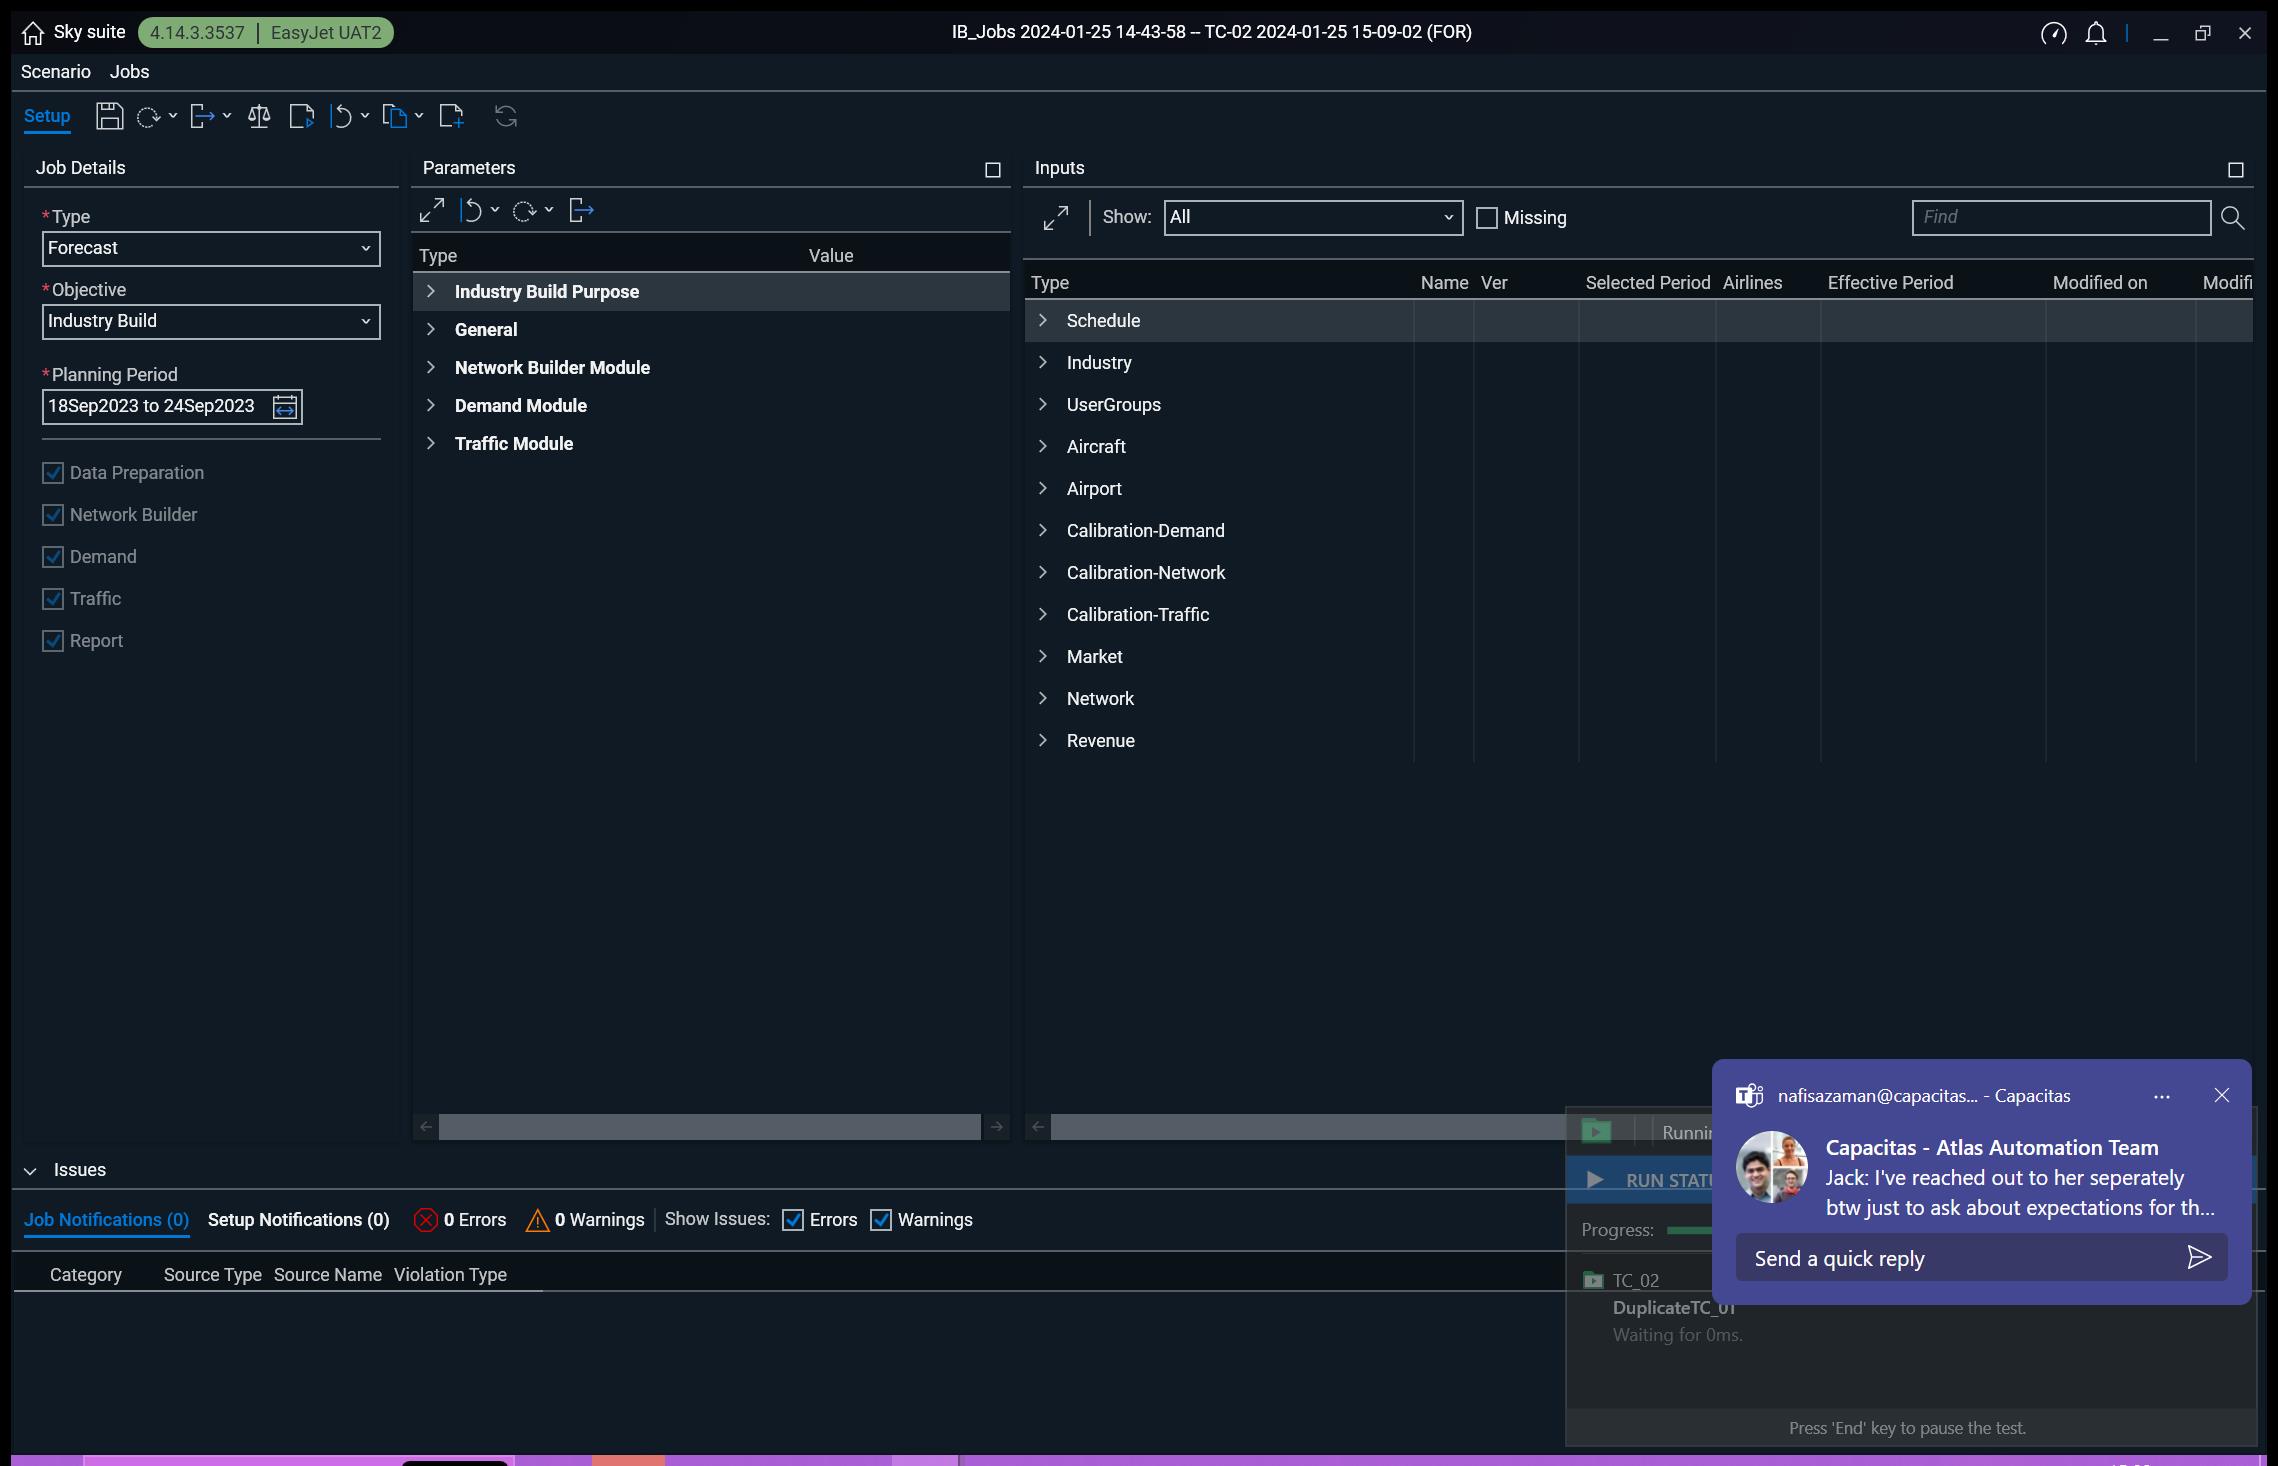 Sky suite 4.14.3.3537 | EasyJet UAT2 IB_Jobs 2024-01-25 14-43-58 -- TC-02 2024-01-25 15-09-02 (FOR)
Scenario Jobs
Setup
Job Details
*Type
Forecast
*Objective
Industry Build
*Planning Period
18Sep2023 to 24Sep2023
Data Preparation
Network Builder
Demand
Traffic
Report
Parameters
Type Value
Industry Build Purpose
General
Network Builder Module
Demand Module
Traffic Module
Inputs
Show: All Missing Find
Type Name Ver Selected Period Airlines Effective Period Modified on Modifi
Schedule
Industry
UserGroups
Aircraft
Airport
Calibration-Demand
Calibration-Network
Calibration-Traffic
Market
Network
Revenue
Issues
Job Notifications (0) Setup Notifications (0) 0 Errors 0 Warnings Show Issues: Errors Warnings
Category Source Type Source Name Violation Type
nafisazaman@capacitas... - Capacitas
Capacitas - Atlas Automation Team
Jack: I've reached out to her seperately
btw just to ask about expectations for th...
Send a quick reply
Runnin
RUN STATU
Progress:
TC_02
DuplicateTC_01
Waiting for 0ms.
Press 'End' key to pause the test.